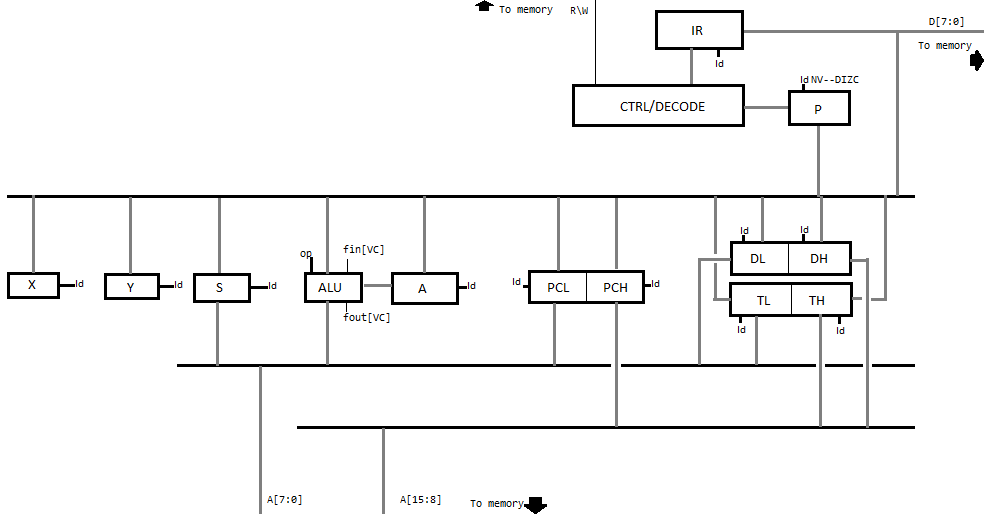 To memory
R\W
IR
D[7:0]
To memory
ld
ld
NV--DIZC
CTRL/DECODE
P
op
fin[VC]
ld
ld
X
ld
Y
ld
S
ld
ALU
A
ld
ld
PCL
PCH
ld
DL
DH
TL
TH
fout[VC]
ld
ld
A[7:0]
A[15:8]
To memory